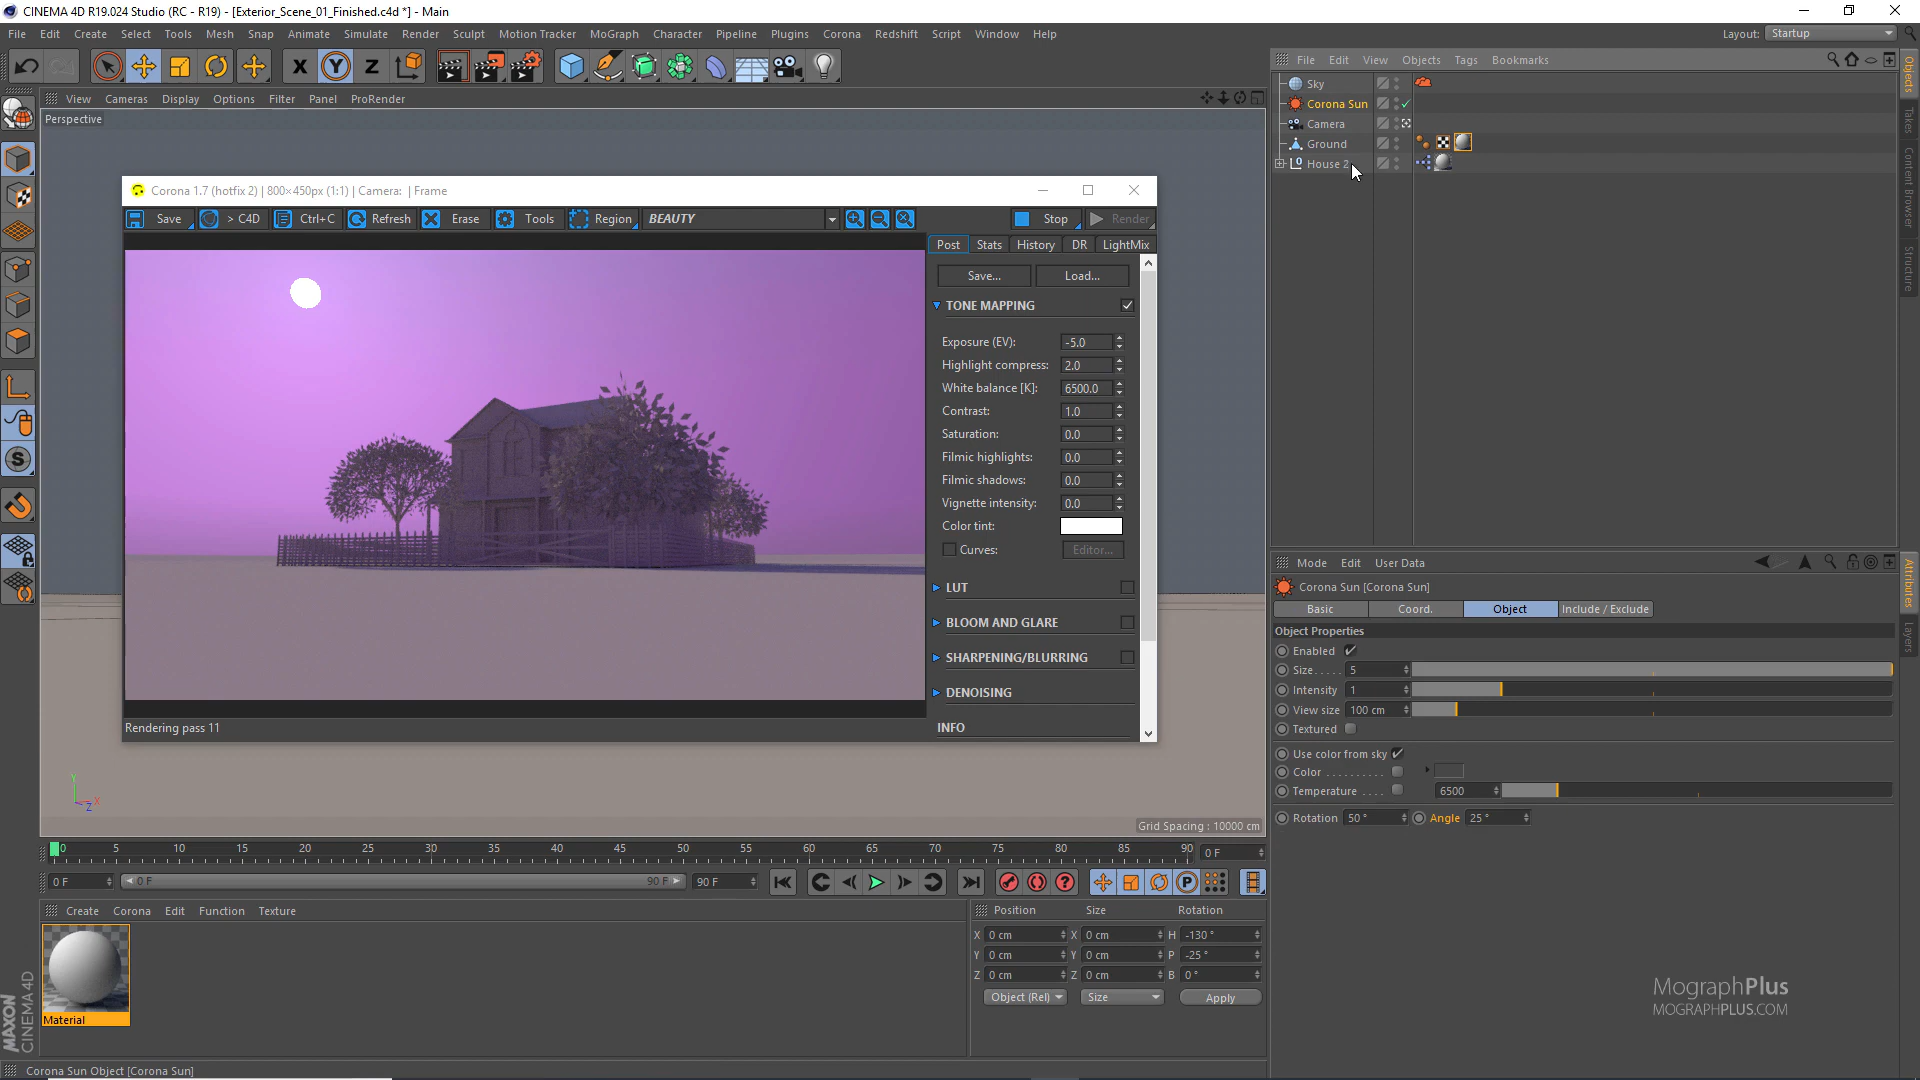 CINEMA 4D R19.024 Studio (RC - R19) - [Exterior_Scene_01_Finished.c4d *] - Main
File Edit Create Select Tools Mesh Snap Animate Simulate Render Sculpt Motion Tracker MoGraph Character Pipeline Plugins Corona Redshift Script Window Help
Layout: Startup
X Y Z
View Cameras Display Options Filter Panel ProRender
Perspective
File Edit View Objects Tags Bookmarks
Sky
Corona Sun
Camera
Ground
House 2
Objects
Takes
Content Browser
Structure
Corona 1.7 (hotfix 2) | 800×450px (1:1) | Camera: | Frame
Save > C4D Ctrl+C Refresh Erase Tools Region BEAUTY Stop Render
Post Stats History DR LightMix
Save... Load...
TONE MAPPING
Exposure (EV): -5.0
Highlight compress: 2.0
White balance [K]: 6500.0
Contrast: 1.0
Saturation: 0.0
Filmic highlights: 0.0
Filmic shadows: 0.0
Vignette intensity: 0.0
Color tint:
Curves: Editor...
LUT
BLOOM AND GLARE
SHARPENING/BLURRING
DENOISING
INFO
Rendering pass 11
Y
X
Z
Grid Spacing : 10000 cm
Mode Edit User Data
Corona Sun [Corona Sun]
Basic Coord. Object Include / Exclude
Object Properties
Enabled
Size..... 5
Intensity 1
View size 100 cm
Textured
Use color from sky
Color ..........
Temperature .... 6500
Rotation 50 ° Angle 25 °
Attributes
Layers
0 5 10 15 20 25 30 35 40 45 50 55 60 65 70 75 80 85 90 0 F
0 F 0 F 90 F 90 F
Create Corona Edit Function Texture
Material
Position Size Rotation
X 0 cm X 0 cm H -130 °
Y 0 cm Y 0 cm P -25 °
Z 0 cm Z 0 cm B 0 °
Object (Rel) Size Apply
MographPlus
MOGRAPHPLUS.COM
MAXON
CINEMA 4D
Corona Sun Object [Corona Sun]